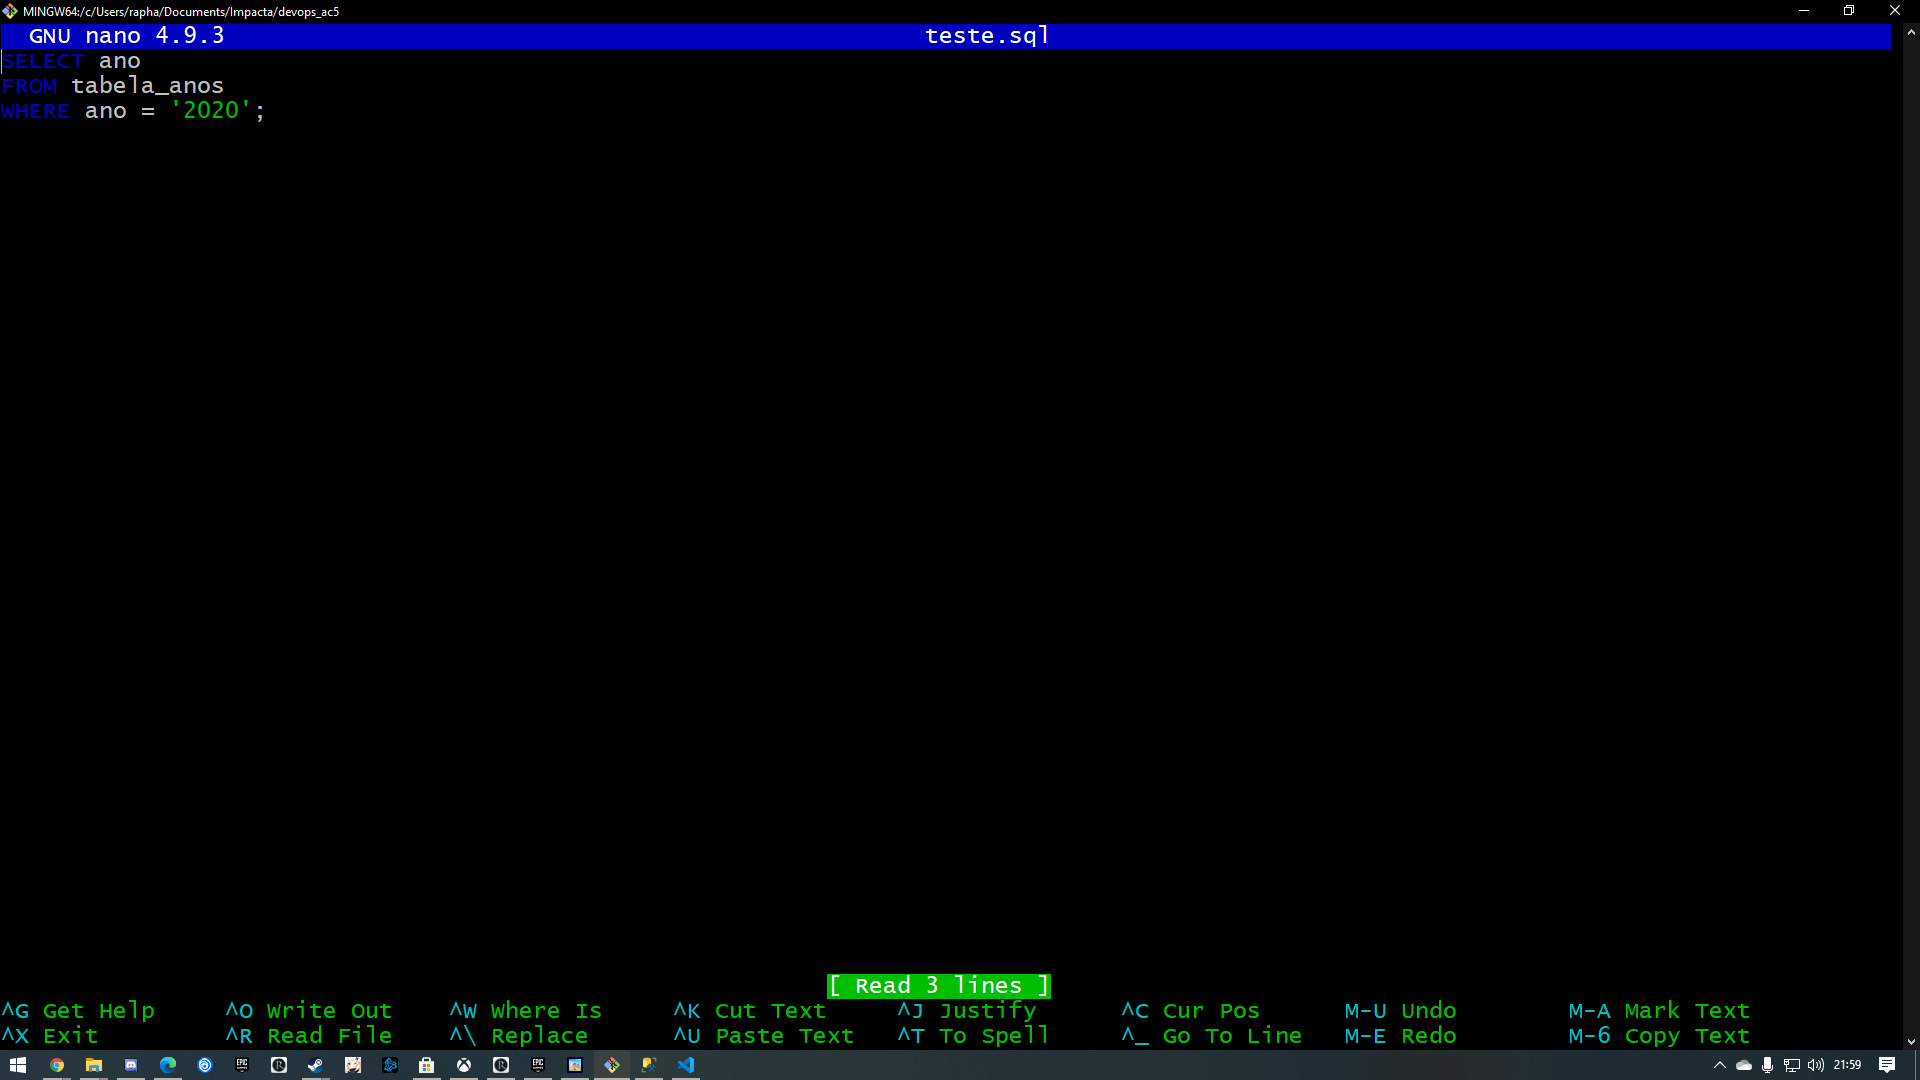 MINGW64:/c/Users/rapha/Documents/Impacta/devops_ac5
GNU nano 4.9.3 teste.sql
SELECT ano
FROM tabela_anos
WHERE ano = '2020';
[ Read 3 lines ]
^G Get Help ^O Write Out ^W Where Is ^K Cut Text ^J Justify ^C Cur Pos M-U Undo M-A Mark Text
^X Exit ^R Read File ^\ Replace ^U Paste Text ^T To Spell ^_ Go To Line M-E Redo M-6 Copy Text
21:59